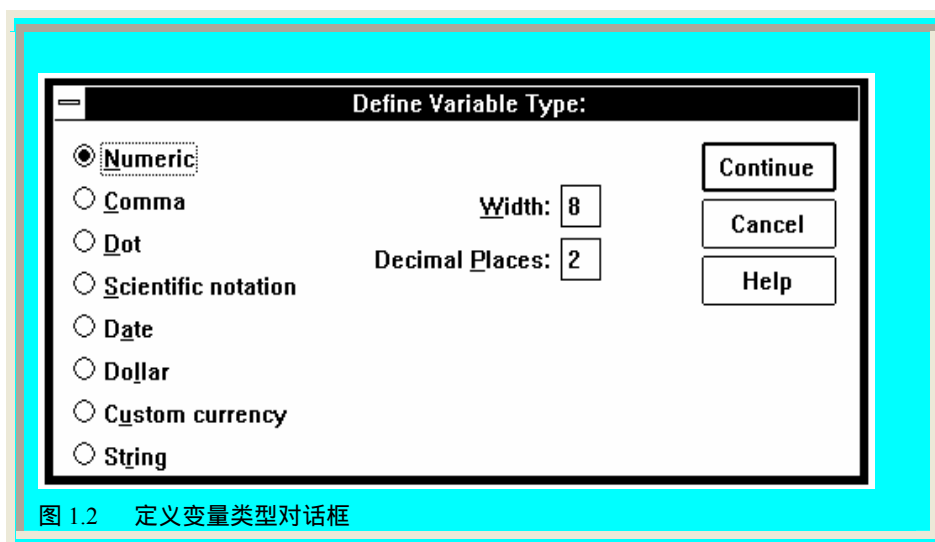 Define Variable Type:
Numeric
Comma
Dot
Scientific notation
Date
Dollar
Custom currency
String
Width: 8
Decimal Places: 2
Continue
Cancel
Help
图 1.2 定义变量类型对话框